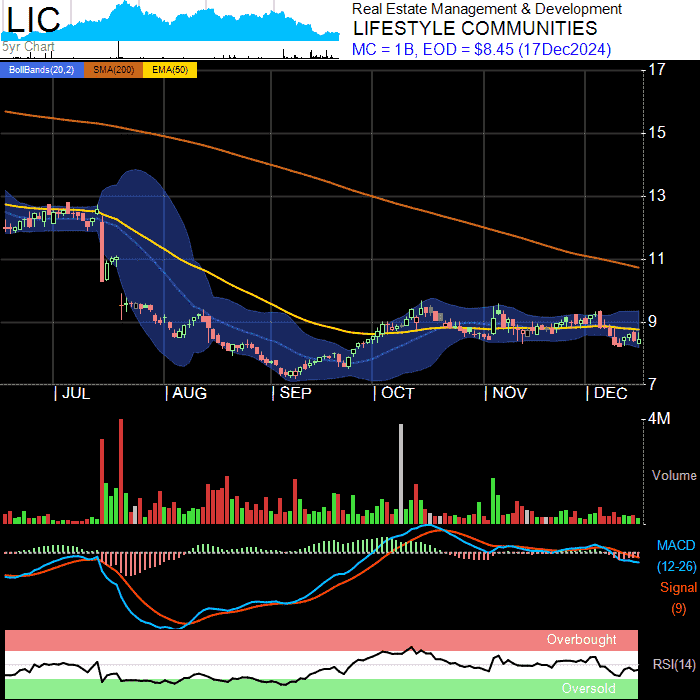 LIC
5yr Chart
Real Estate Management & Development
LIFESTYLE COMMUNITIES
MC = 1B, EOD = $8.45 (17Dec2024)
BollBands(20,2) SMA(200) EMA(50)
17
15
13
11
9
7
JUL AUG SEP OCT NOV DEC
4M
Volume
MACD
(12-26)
Signal
(9)
Overbought
RSI(14)
Oversold